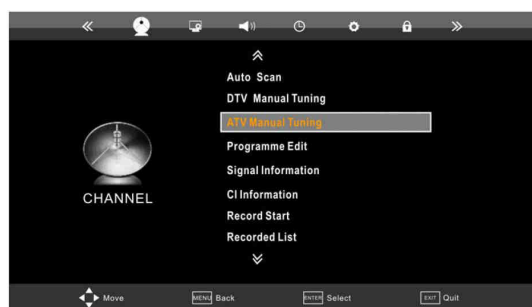 Auto Scan
DTV Manual Tuning
ATV Manual Tuning
Programme Edit
Signal Information
CI Information
Record Start
Recorded List
CHANNEL
Move MENU Back ENTER Select EXIT Quit